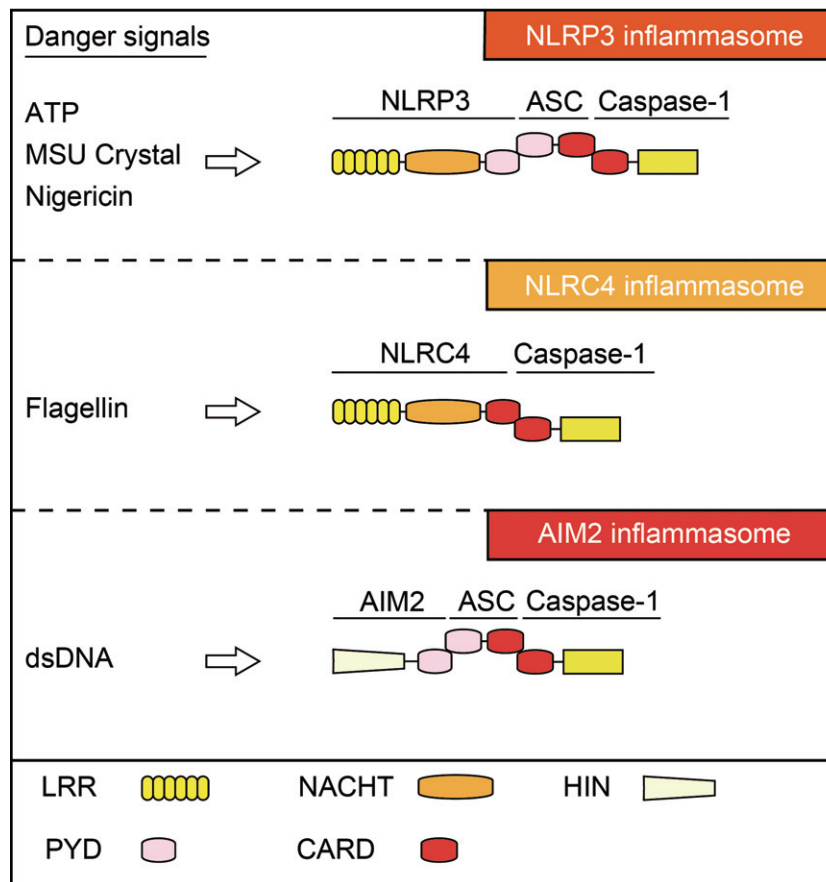 Danger signals
NLRP3 inflammasome
NLRP3 ASC Caspase-1
ATP
MSU Crystal
Nigericin
NLRC4 inflammasome
NLRC4 Caspase-1
Flagellin
AIM2 inflammasome
AIM2 ASC Caspase-1
dsDNA
LRR NACHT HIN
PYD CARD